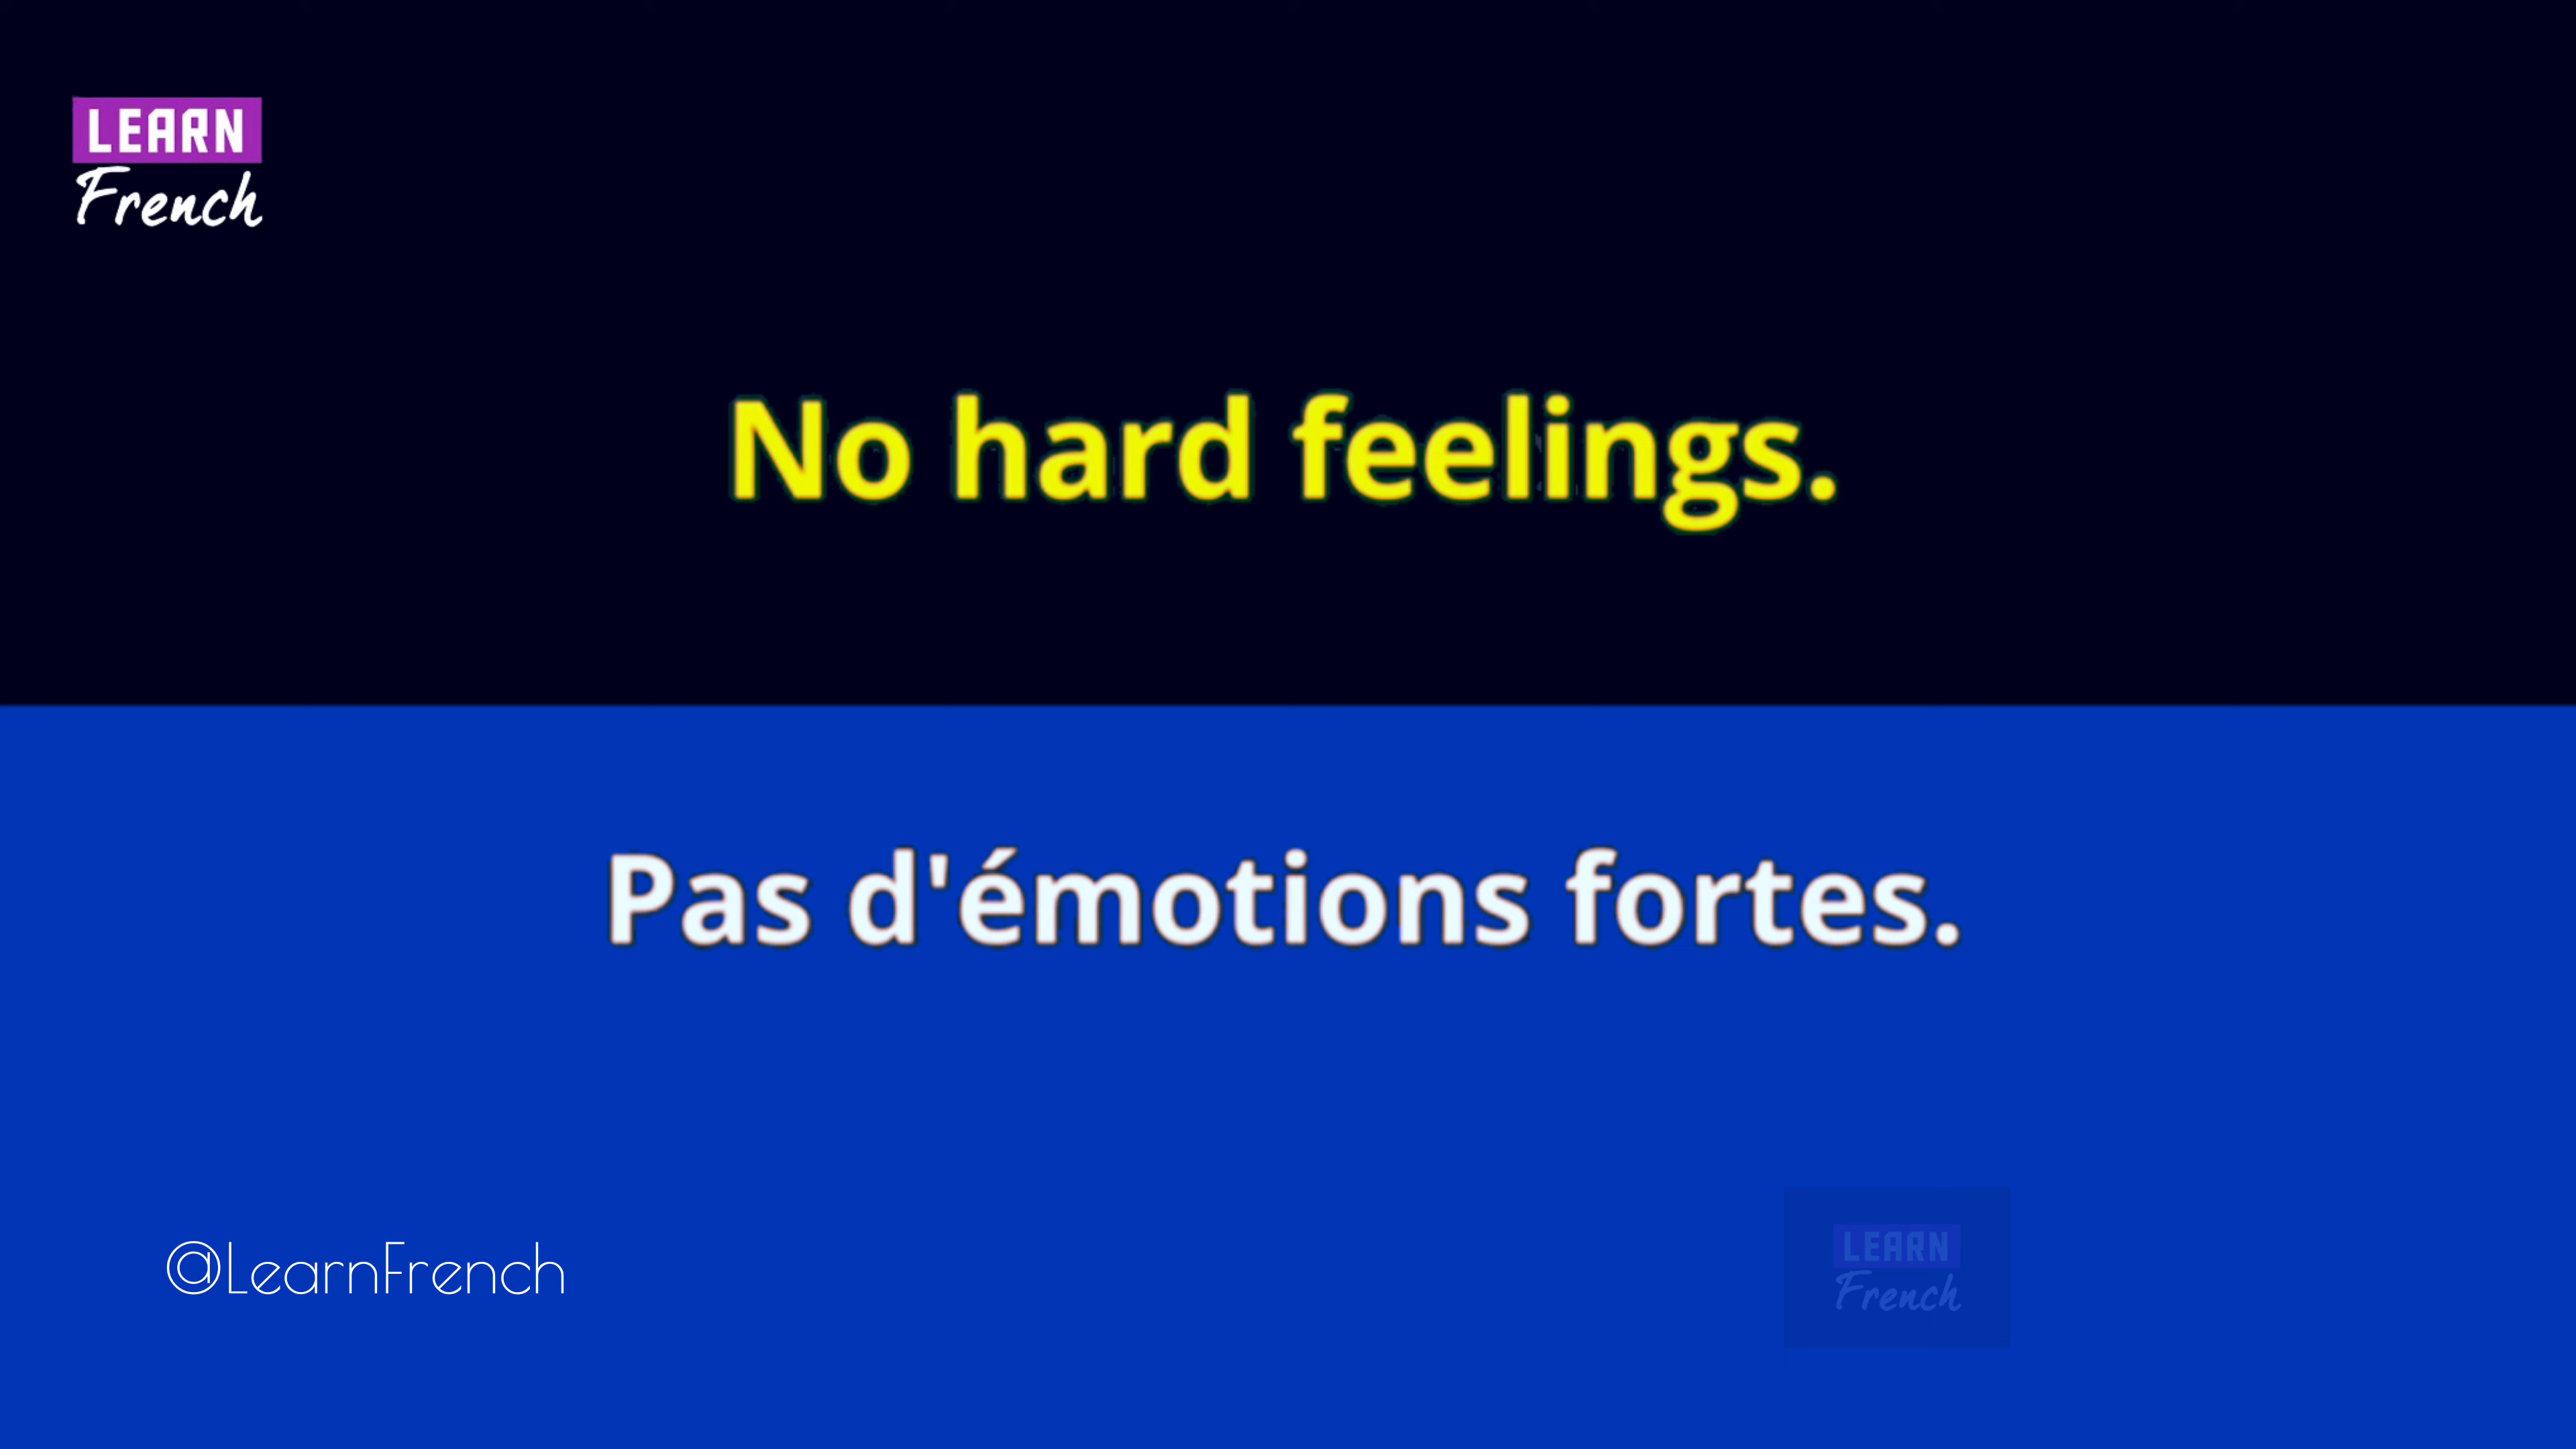 LEARN
French
No hard feelings.
Pas d'émotions fortes.
@LearnFrench
LEARN
French